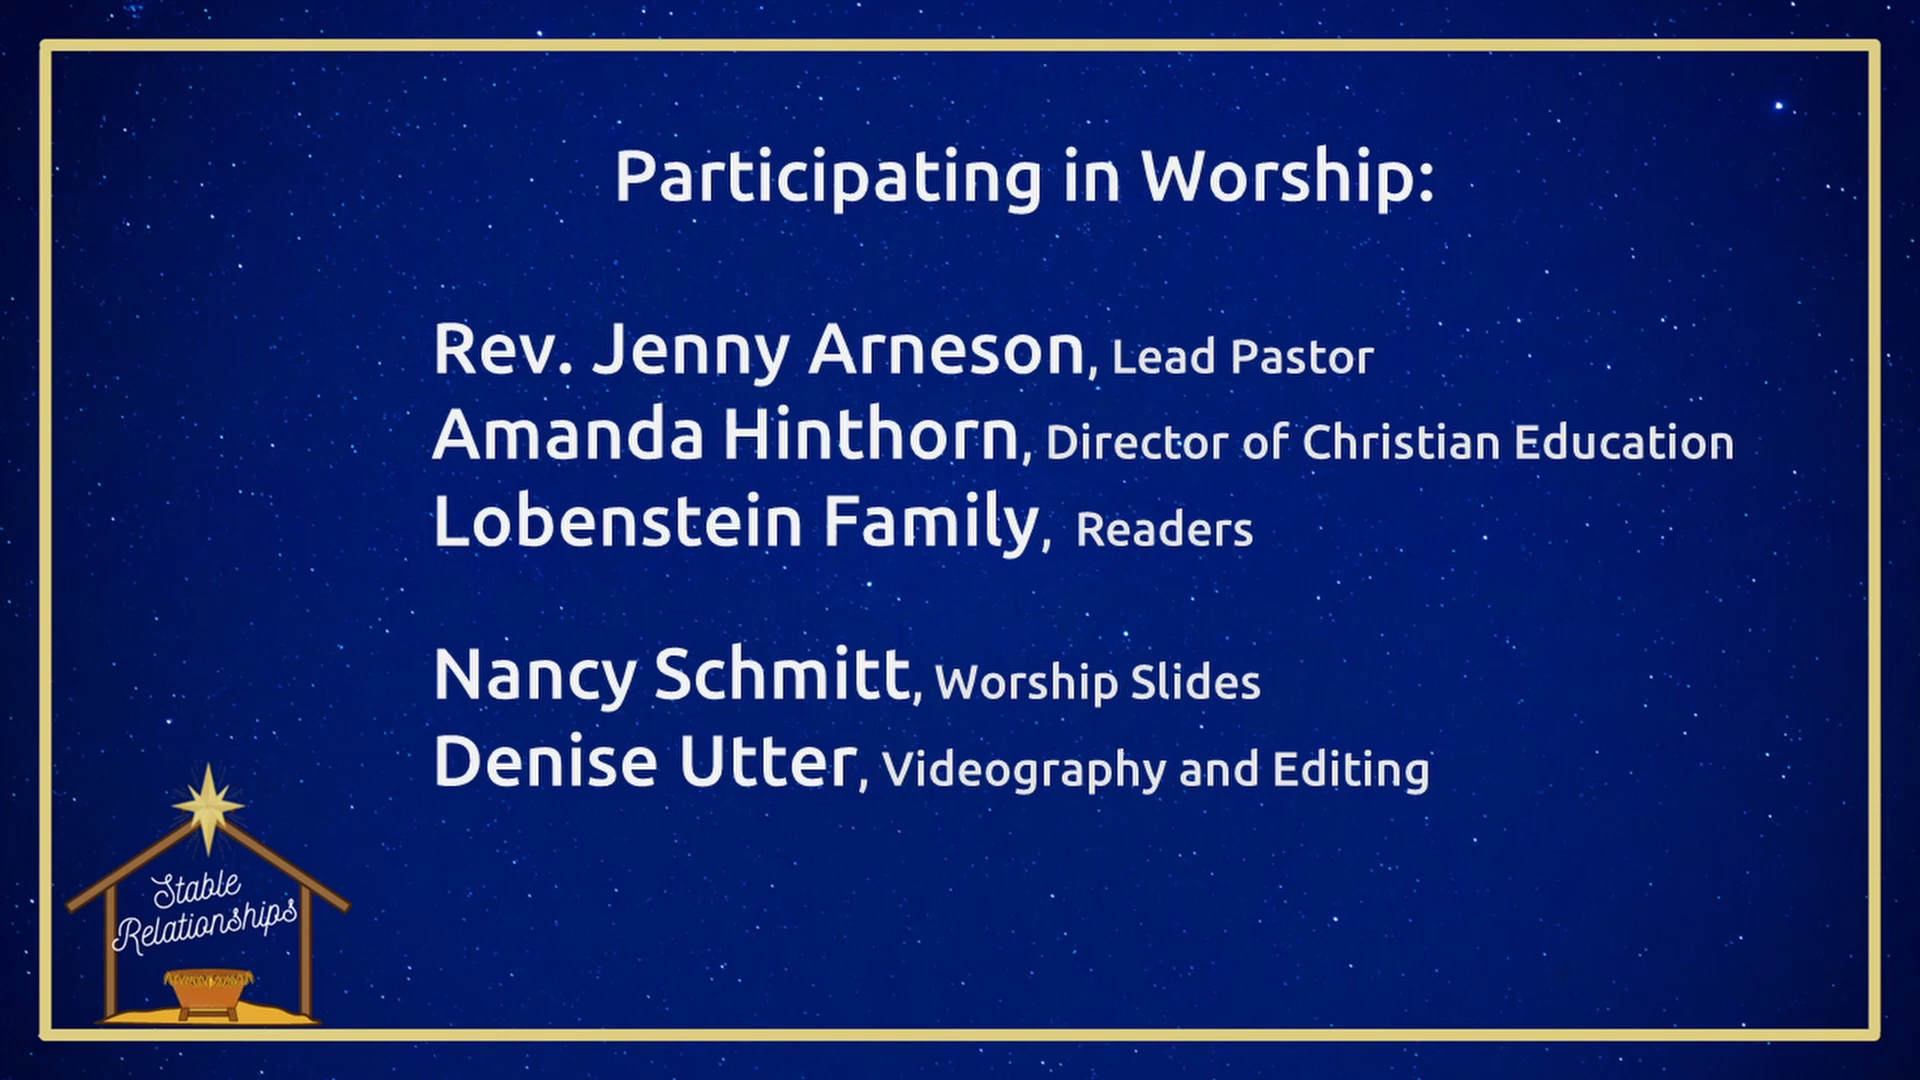 Participating in Worship:
Rev. Jenny Arneson, Lead Pastor
Amanda Hinthorn, Director of Christian Education
Lobenstein Family, Readers
Nancy Schmitt, Worship Slides
Denise Utter, Videography and Editing
Stable
Relationships